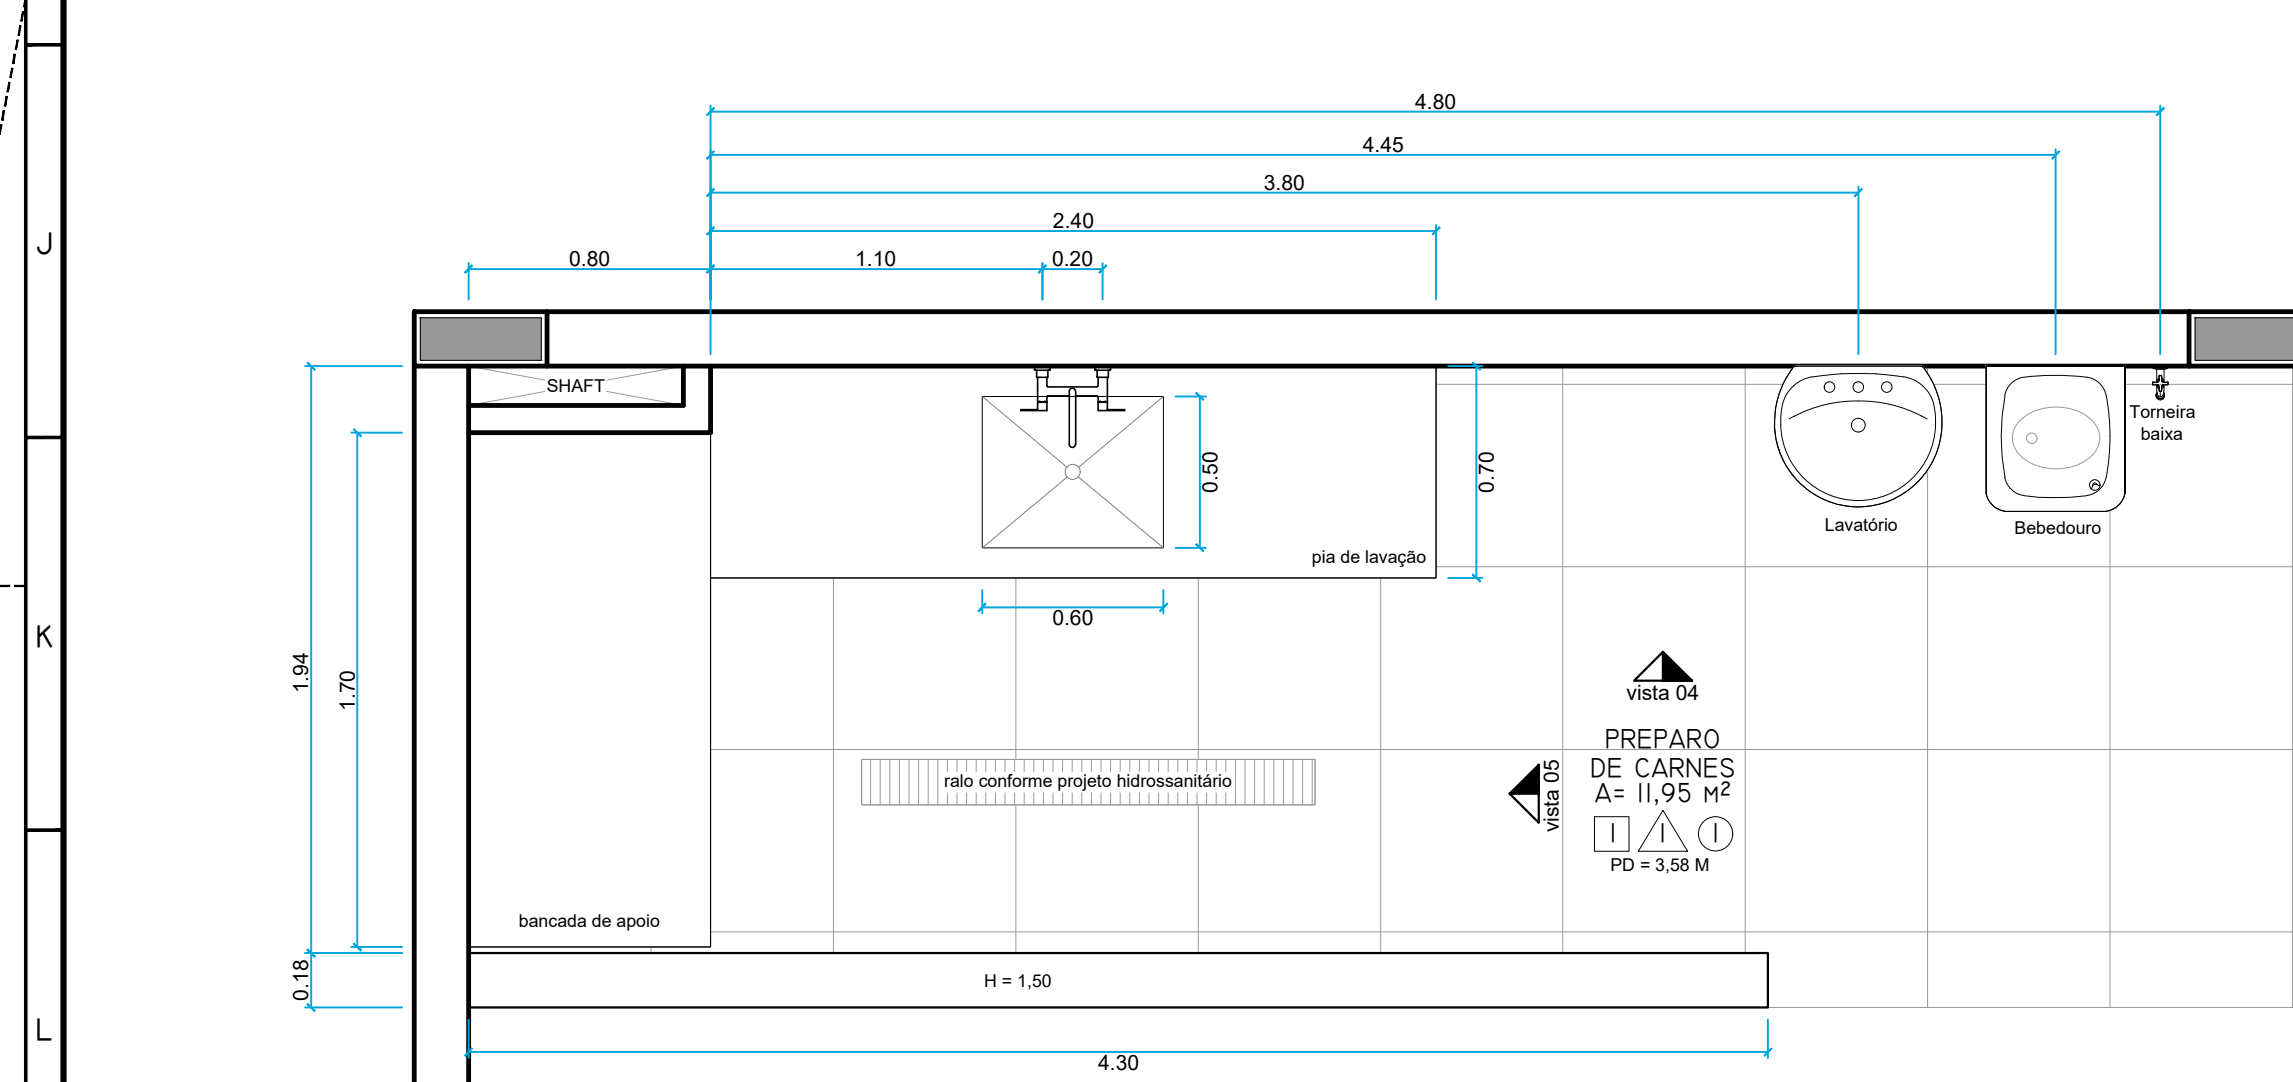 4.80
4.45
3.80
2.40
0.80
1.10
0.20
J
SHAFT
Torneira
baixa
0.50
0.70
Lavatório
Bebedouro
pia de lavação
0.60
K
1.94
1.70
vista 04
PREPARO
DE CARNES
A= 11,95 M²
vista 05
1
1
1
PD = 3,58 M
ralo conforme projeto hidrossanitário
bancada de apoio
0.18
H = 1,50
L
4.30